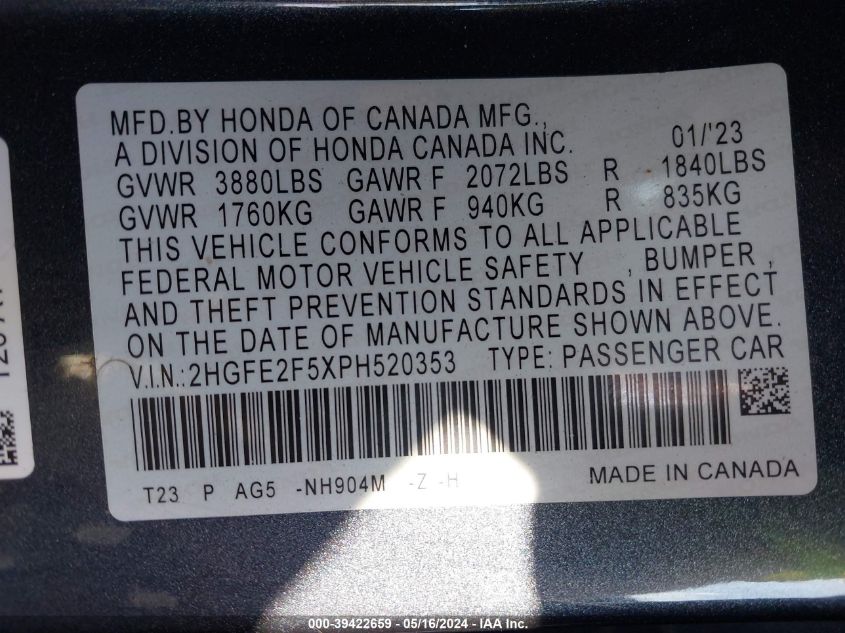 MFD.BY HONDA OF CANADA MFG.,
A DIVISION OF HONDA CANADA INC. 01/'23
GVWR 3880LBS GAWR F 2072LBS R 1840LBS
GVWR 1760KG GAWR F 940KG R 835KG
THIS VEHICLE CONFORMS TO ALL APPLICABLE
FEDERAL MOTOR VEHICLE SAFETY , BUMPER ,
AND THEFT PREVENTION STANDARDS IN EFFECT
ON THE DATE OF MANUFACTURE SHOWN ABOVE.
V.I.N.:2HGFE2F5XPH520353 TYPE: PASSENGER CAR
T23 P AG5 -NH904M -Z -H MADE IN CANADA
000-39422659 - 05/16/2024 - IAA Inc.